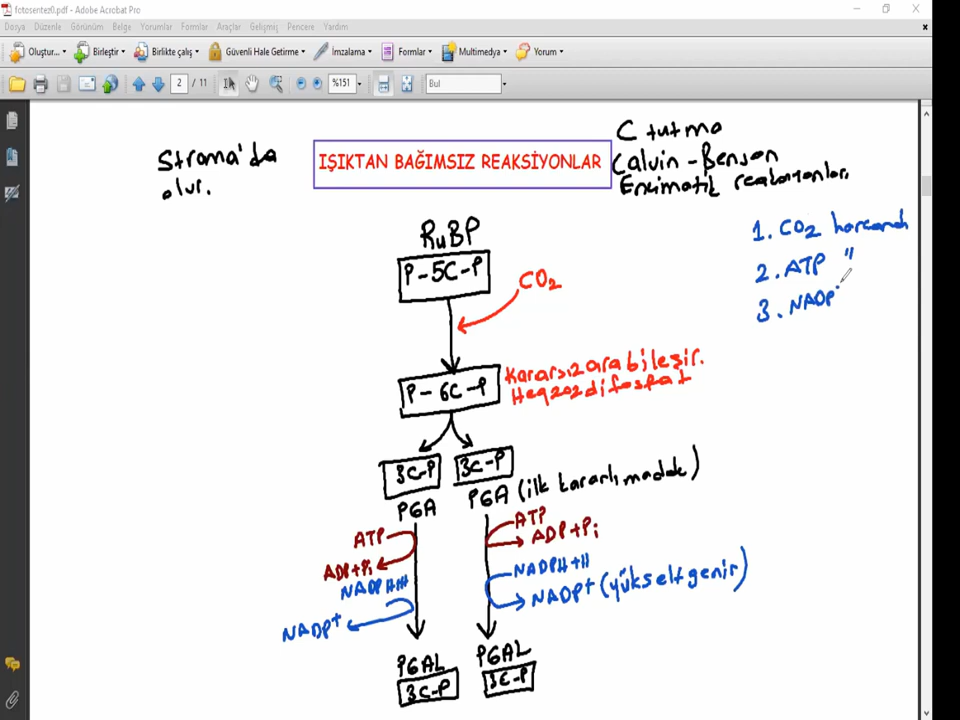 fotosentez0.pdf - Adobe Acrobat Pro
Dosya Düzenle Görünüm Belge Yorumlar Formlar Araçlar Gelişmiş Pencere Yardım
Oluştur... Birleştir Birlikte çalış Güvenli Hale Getirme İmzalama Formlar Multimedya Yorum
2 / 11 %151 Bul
Stroma'da
olur.
IŞIKTAN BAĞIMSIZ REAKSİYONLAR
C tutma
Calvin-Benson
Enzimatik reaksiyonlar.
1. CO2 harcandı
2. ATP "
3. NADP
RuBP
P-5C-P
CO2
P-6C-P
Kararsız ara bileşir.
Hegzozdifosfat
3C-P 3C-P
PGA PGA (ilk kararlı madde)
ATP ATP
ADP+Pi ADP+Pi
NADPH+H NADPH+H
NADP+ NADP+ (yükseltgenir)
PGAL PGAL
3C-P 3C-P